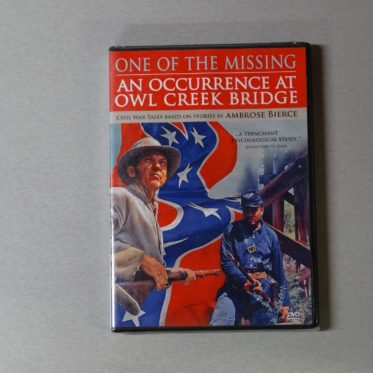 ONE OF THE MISSING
AN OCCURRENCE AT
OWL CREEK BRIDGE
CIVIL WAR TALES BASED ON STORIES BY AMBROSE BIERCE
"...A TRENCHANT
PSYCHOLOGICAL STUDY."
DVD